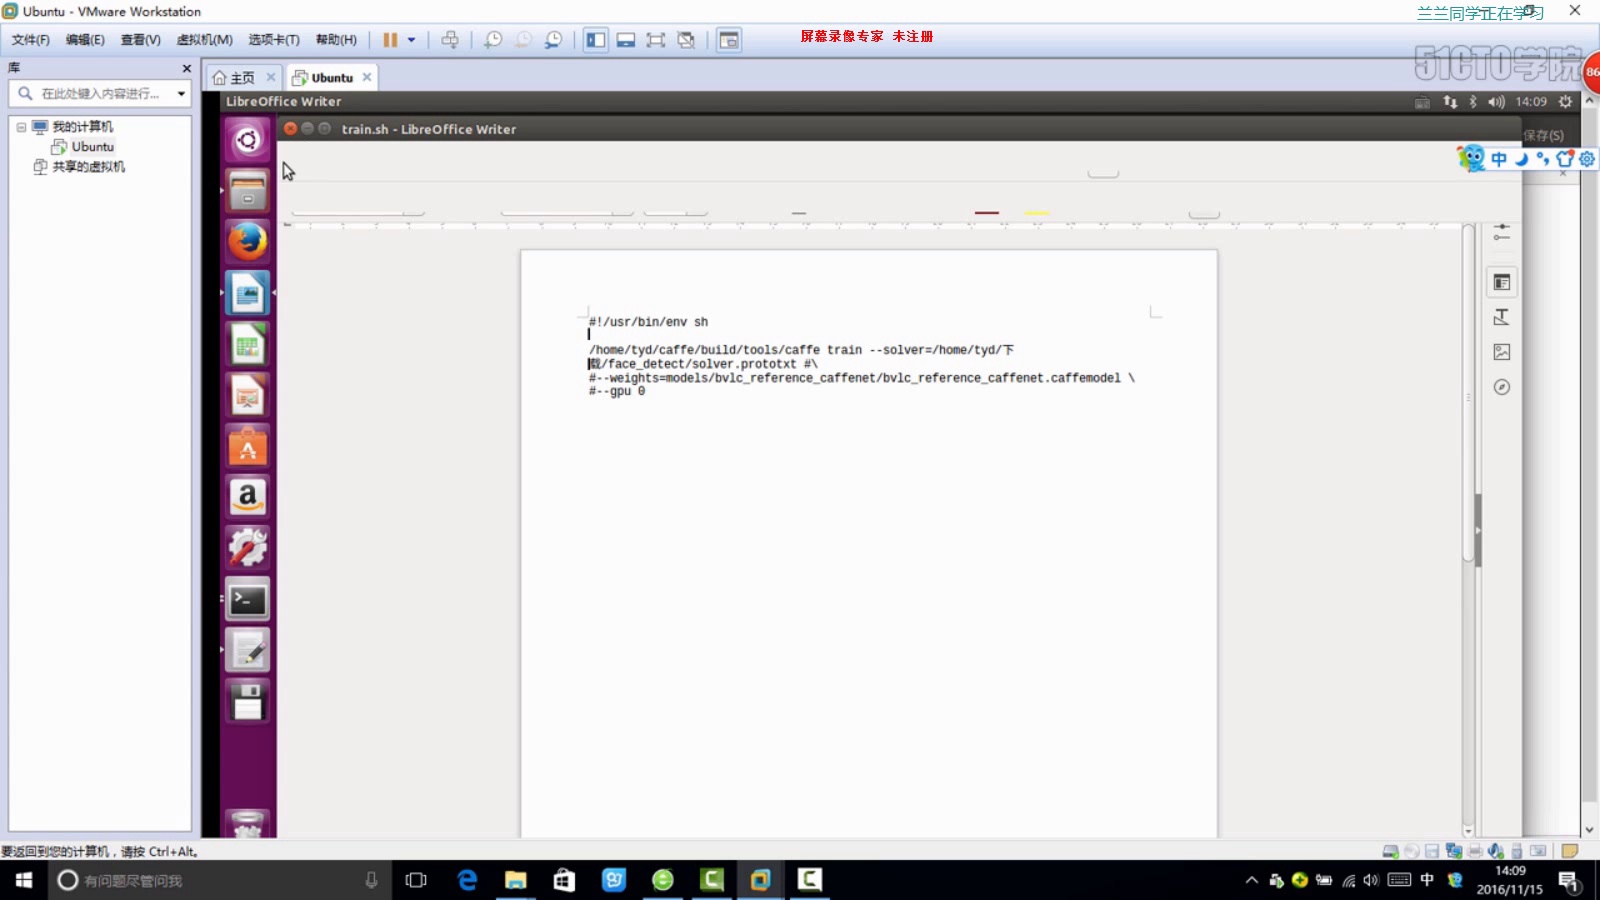 Ubuntu - VMware Workstation
兰兰同学正在学习
文件(F) 编辑(E) 查看(V) 虚拟机(M) 选项卡(T) 帮助(H)
屏幕录像专家 未注册
51CTO学院
86
库
主页
Ubuntu
在此处键入内容进行...
LibreOffice Writer
14:09
我的计算机
train.sh - LibreOffice Writer
保存(S)
Ubuntu
中
共享的虚拟机
#!/usr/bin/env sh
/home/tyd/caffe/build/tools/caffe train --solver=/home/tyd/下
载/face_detect/solver.prototxt #\
#--weights=models/bvlc_reference_caffenet/bvlc_reference_caffenet.caffemodel \
#--gpu 0
要返回到您的计算机，请按 Ctrl+Alt。
有问题尽管问我
中
14:09
2016/11/15
1